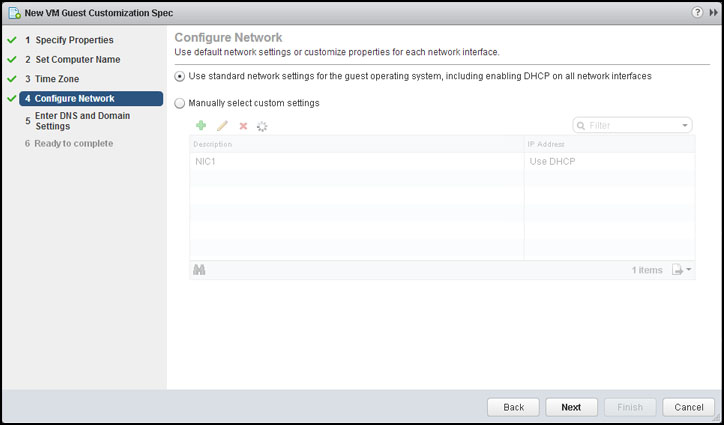 New VM Guest Customization Spec
1 Specify Properties
2 Set Computer Name
3 Time Zone
4 Configure Network
5 Enter DNS and Domain
Settings
6 Ready to complete
Configure Network
Use default network settings or customize properties for each network interface.
Use standard network settings for the guest operating system, including enabling DHCP on all network interfaces
Manually select custom settings
Filter
Description IP Address
NIC1 Use DHCP
1 items
Back Next Finish Cancel